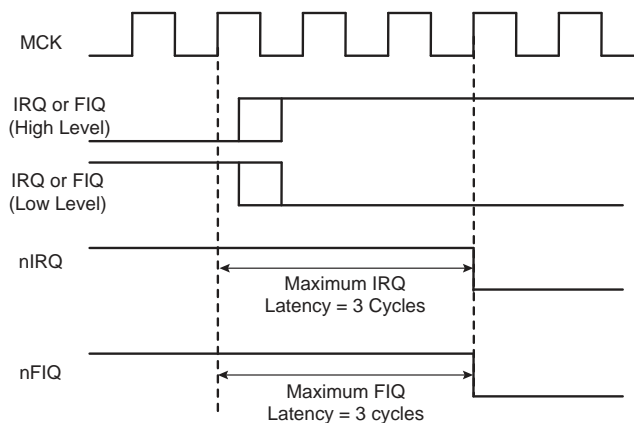 MCK
IRQ or FIQ
(High Level)
IRQ or FIQ
(Low Level)
nIRQ
Maximum IRQ
Latency = 3 Cycles
nFIQ
Maximum FIQ
Latency = 3 cycles